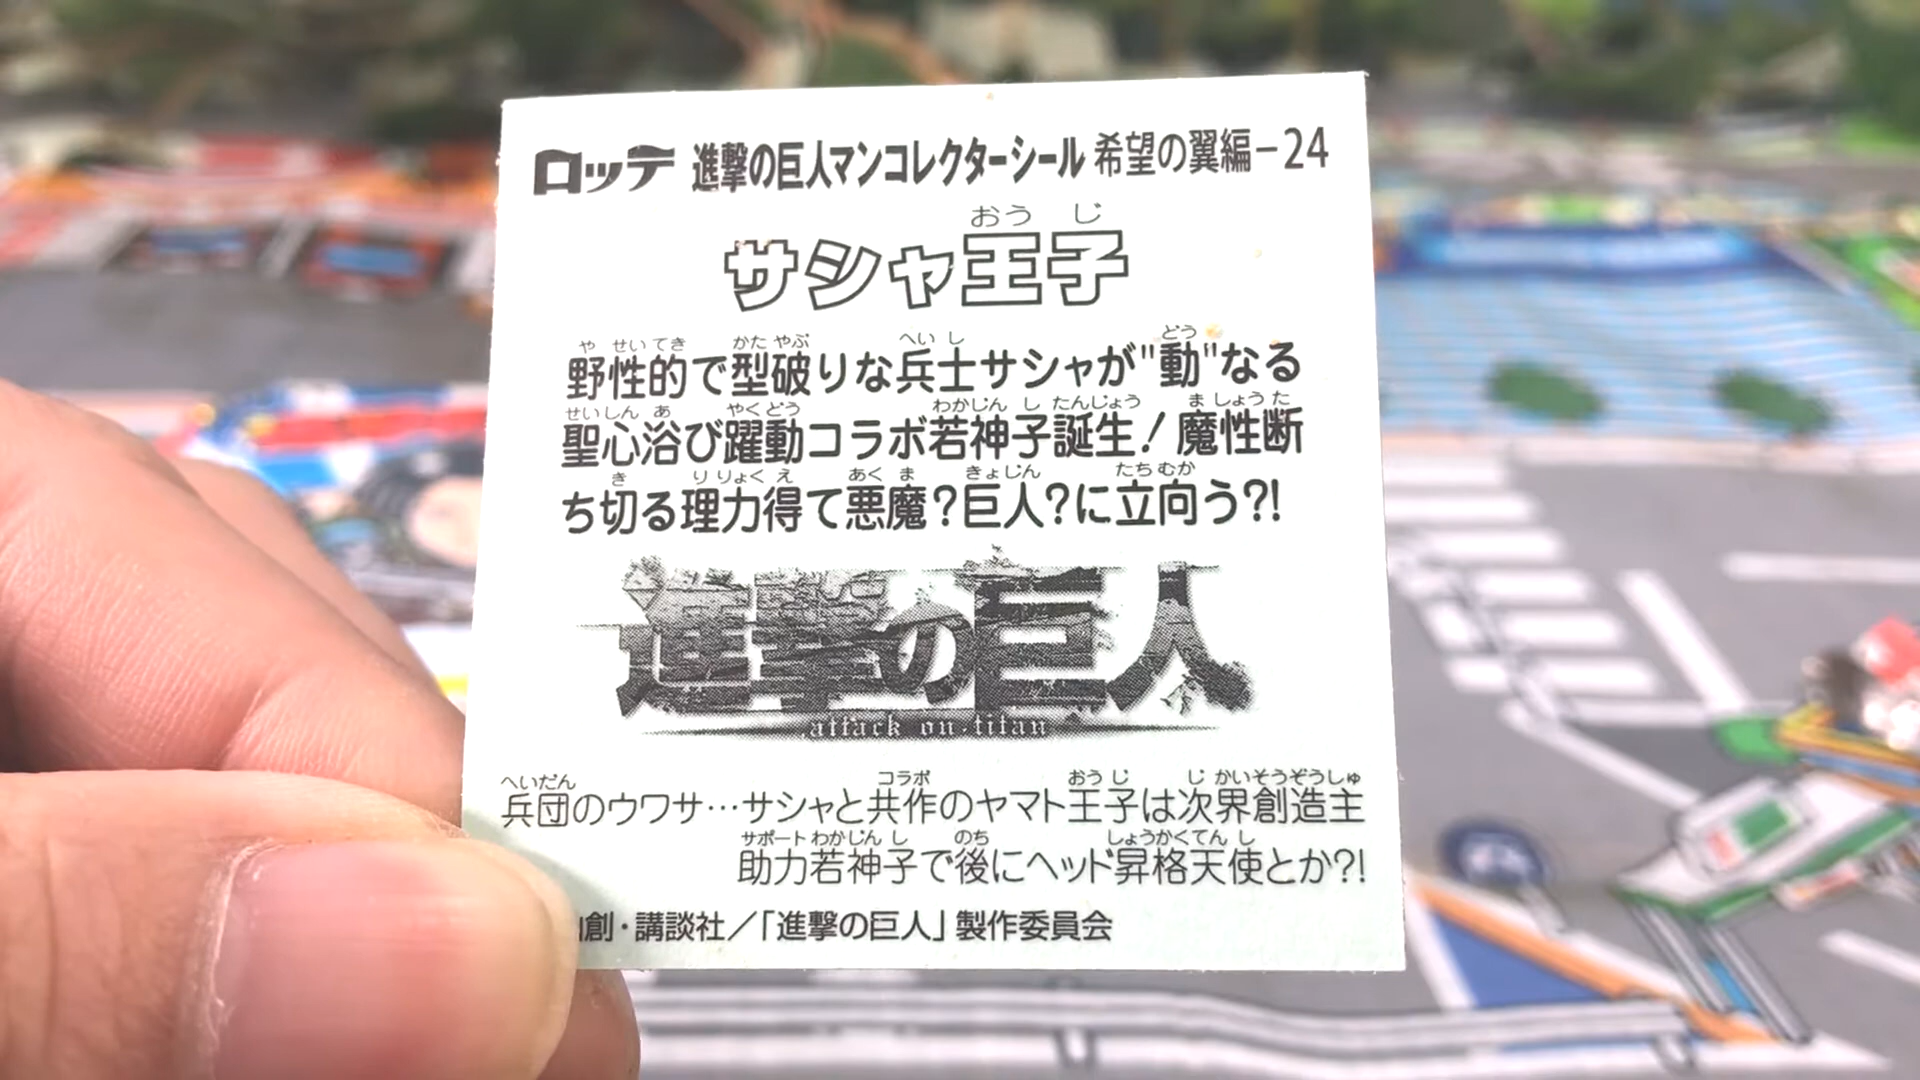 ロッテ 進撃の巨人マンコレクターシール 希望の翼編-24
おうじ
サシャ王子
やせいてき かたやぶ へいし どう
野性的で型破りな兵士サシャが"動"なる
せいしん あ やくどう わかじんし たんじょう ましょうた
聖心浴び躍動コラボ若神子誕生!魔性断
き りりょく え あくま きょじん たちむか
ち切る理力得て悪魔?巨人?に立向う?!
進撃の巨人
attack on titan
へいだん コラボ おうじ じかいそうぞうしゅ
兵団のウワサ…サシャと共作のヤマト王子は次界創造主
サポートわかじんし のち しょうかくてんし
助力若神子で後にヘッド昇格天使とか?!
創・講談社/「進撃の巨人」製作委員会